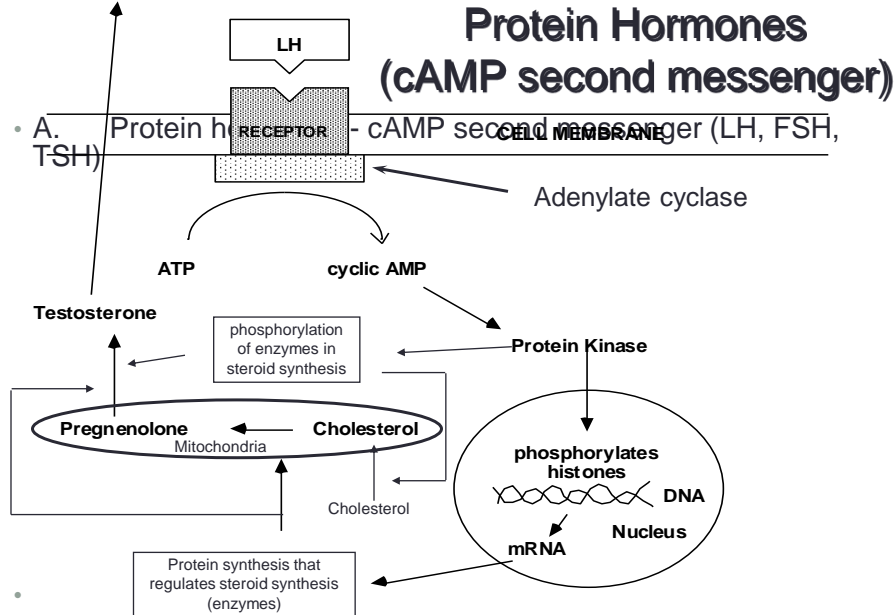 Protein Hormones
(cAMP second messenger)
LH
• A. Protein h RECEPTOR - cAMP second messenger (LH, FSH,
TSH)
CELL MEMBRANE
Adenylate cyclase
ATP
cyclic AMP
Testosterone
phosphorylation
of enzymes in
steroid synthesis
Protein Kinase
Pregnenolone
Cholesterol
Mitochondria
phosphorylates
histones
DNA
Cholesterol
Nucleus
mRNA
Protein synthesis that
regulates steroid synthesis
(enzymes)
•